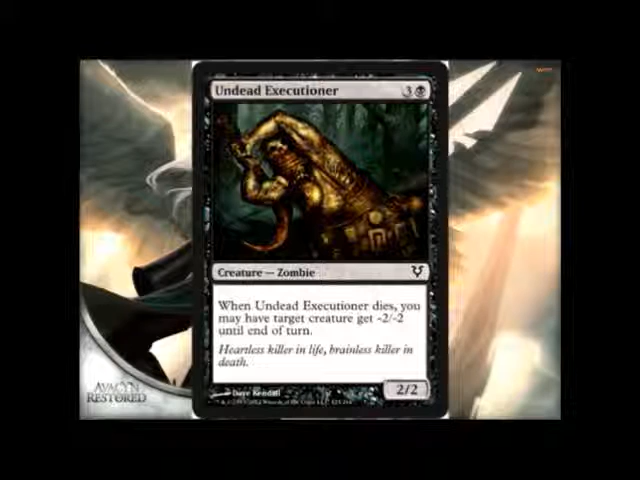 Undead Executioner 3
Creature — Zombie
When Undead Executioner dies, you
may have target creature get -2/-2
until end of turn.
Heartless killer in life, brainless killer in
death.
2/2
Dave Kendall
AVACYN
RESTORED